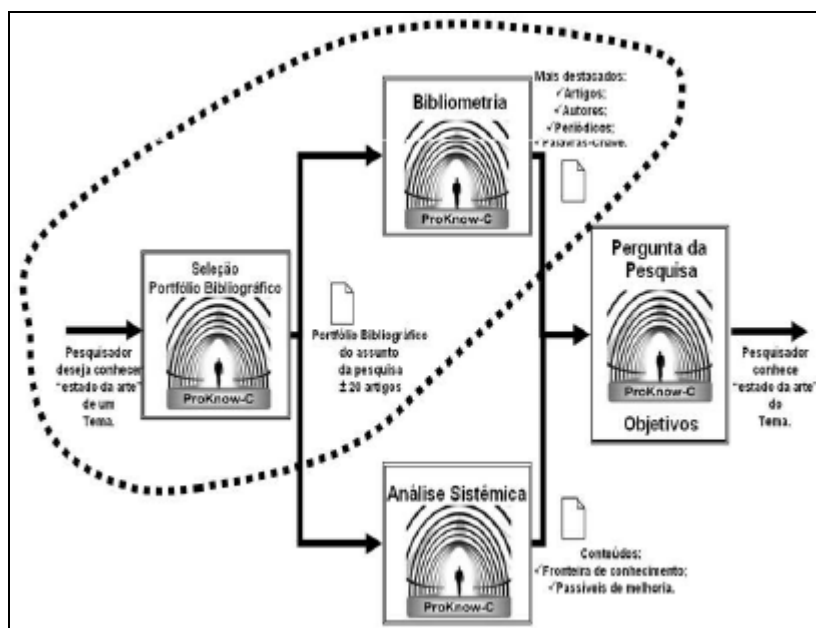 Pesquisador
deseja conhecer
"estado da arte"
de um
Tema.
Seleção
Portfólio Bibliográfico
ProKnow-C
Portfólio Bibliográfico
do assunto
da pesquisa
±20 artigos
Bibliometria
ProKnow-C
Mais destacados:
✓Artigos;
✓Autores;
✓Periódicos;
✓Palavras-Chave.
Análise Sistêmica
ProKnow-C
Conteúdos:
✓Fronteira de conhecimento;
✓Passíveis de melhoria.
Pergunta da
Pesquisa
ProKnow-C
Objetivos
Pesquisador
conhece
"estado da arte"
do
Tema.